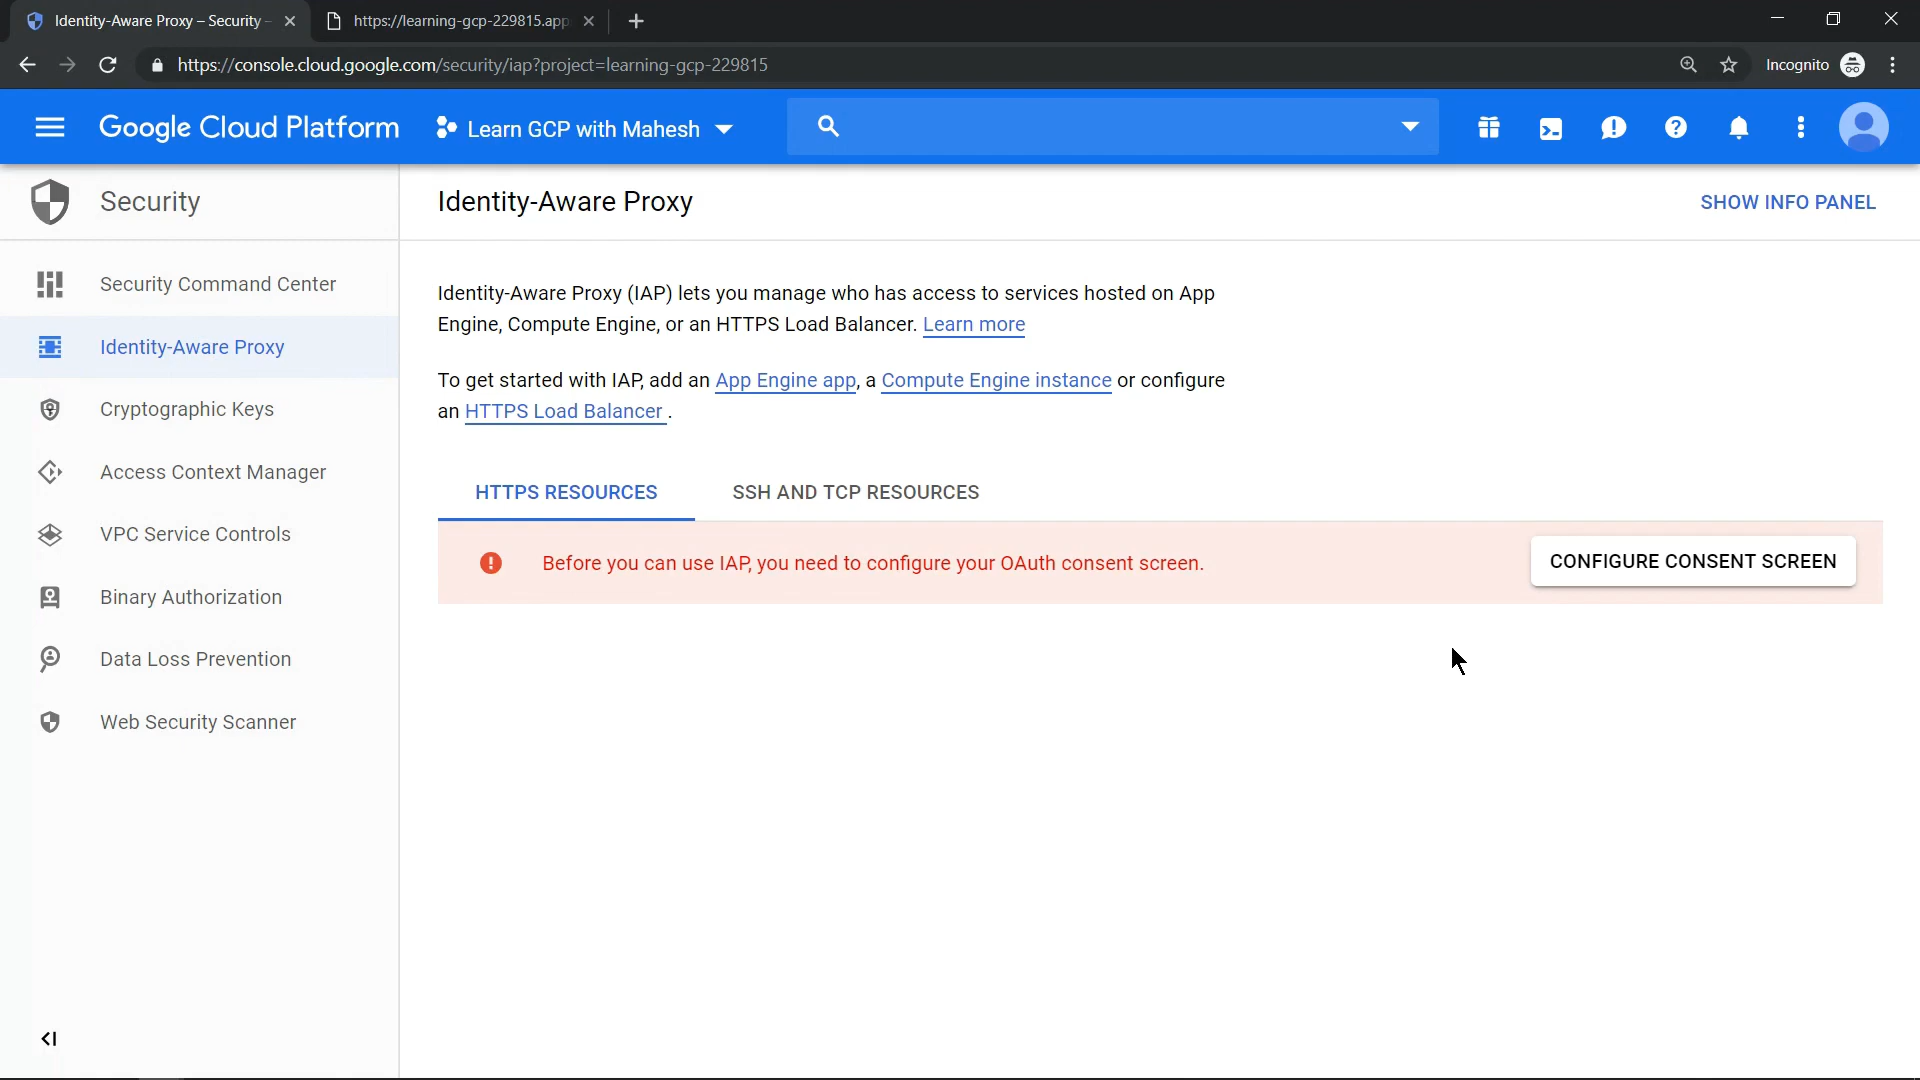 Identity-Aware Proxy – Security -
https://learning-gcp-229815.app
https://console.cloud.google.com/security/iap?project=learning-gcp-229815
Incognito
Google Cloud Platform
Learn GCP with Mahesh
Security
Identity-Aware Proxy
SHOW INFO PANEL
Security Command Center
Identity-Aware Proxy
Cryptographic Keys
Access Context Manager
VPC Service Controls
Binary Authorization
Data Loss Prevention
Web Security Scanner
Identity-Aware Proxy (IAP) lets you manage who has access to services hosted on App
Engine, Compute Engine, or an HTTPS Load Balancer. Learn more
To get started with IAP, add an App Engine app, a Compute Engine instance or configure
an HTTPS Load Balancer .
HTTPS RESOURCES
SSH AND TCP RESOURCES
Before you can use IAP, you need to configure your OAuth consent screen.
CONFIGURE CONSENT SCREEN